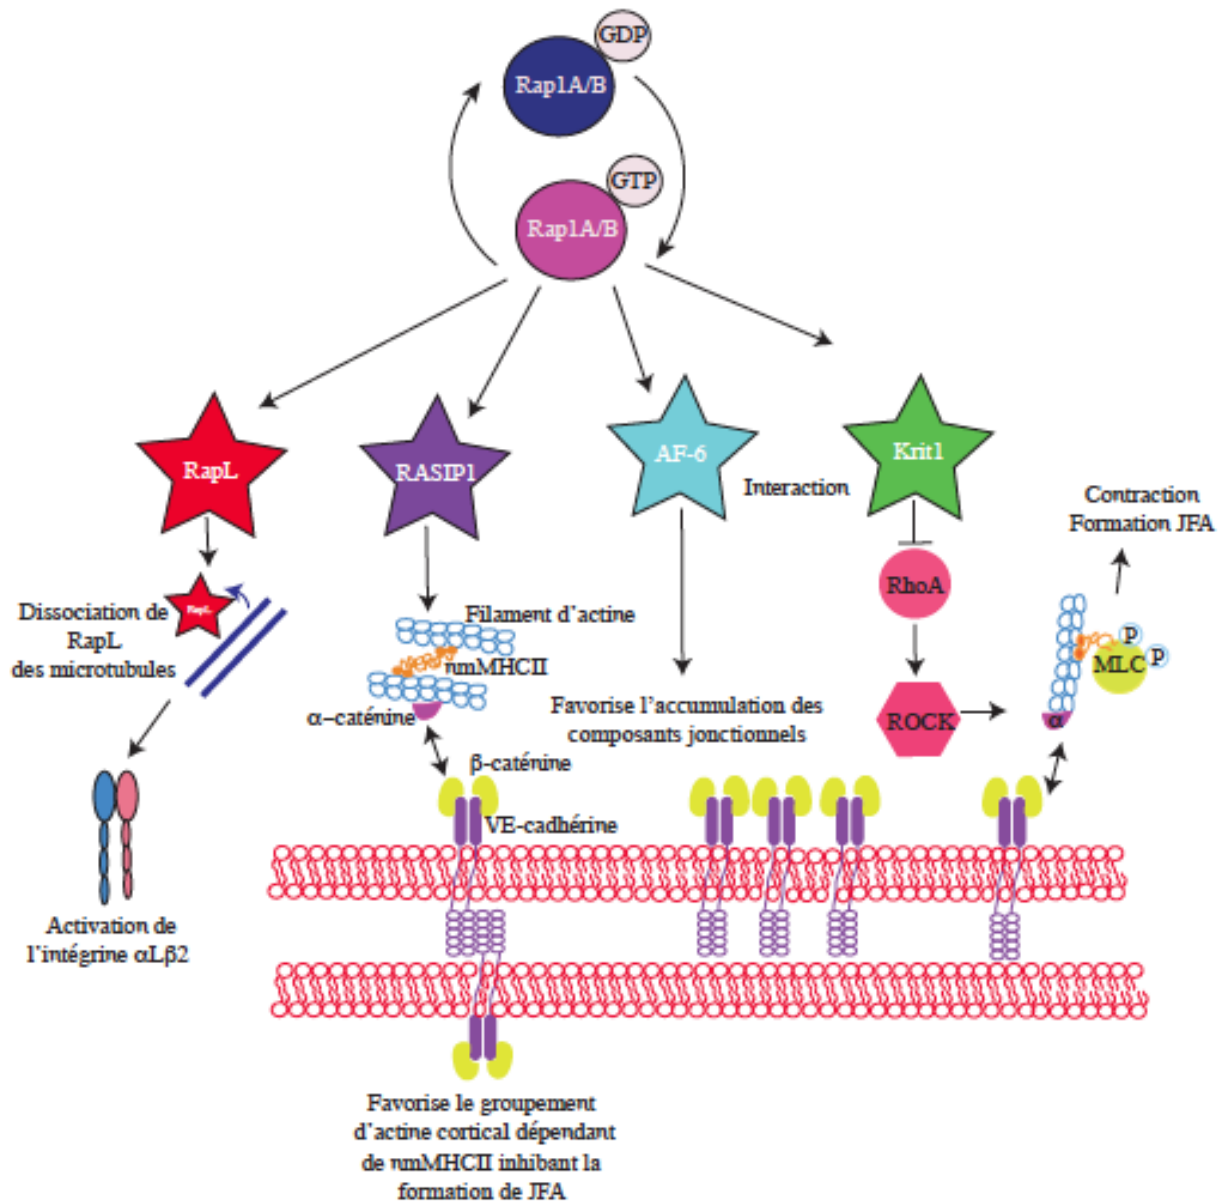 GDP
Rap1A/B
GTP
Rap1A/B
RapL
RASIP1
AF-6
Krit1
Interaction
Contraction
Formation JFA
RhoA
Dissociation de
RapL
des microtubules
RapL
Filament d'actine
nmMHCII
α-caténine
Favorise l'accumulation des
composants jonctionnels
ROCK
P
MLC
P
α
β-caténine
VE-cadhérine
Activation de
l'intégrine αLβ2
Favorise le groupement
d'actine cortical dépendant
de nmMHCII inhibant la
formation de JFA